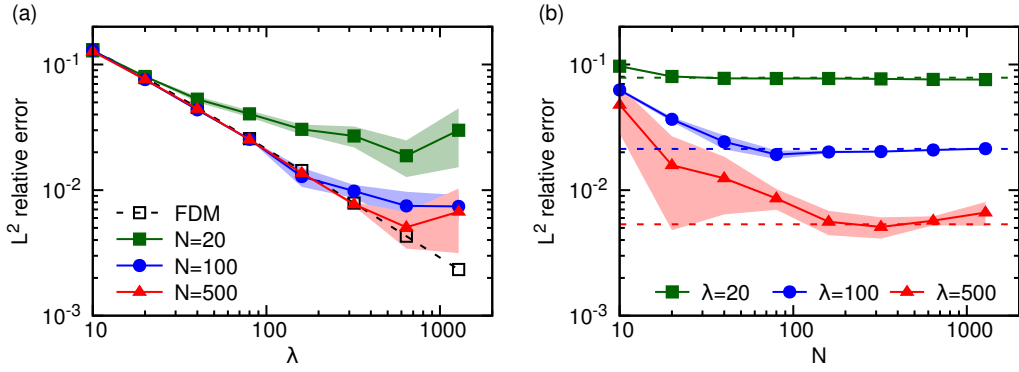 (a)
L² relative error
10⁻¹
10⁻²
10⁻³
10
100
1000
λ
FDM
N=20
N=100
N=500
(b)
L² relative error
10⁻¹
10⁻²
10⁻³
10
100
1000
N
λ=20
λ=100
λ=500